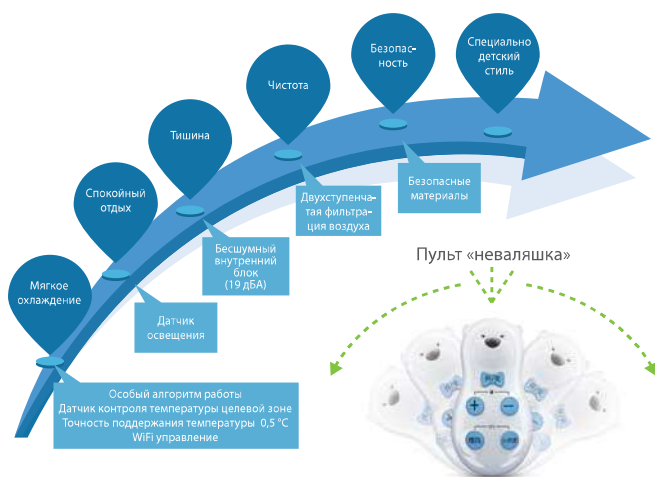 Мягкое
охлаждение
Спокойный
отдых
Тишина
Чистота
Безопас-
ность
Специально
детский
стиль
Особый алгоритм работы
Датчик контроля температуры целевой зоне
Точность поддержания температуры 0,5 °C
WiFi управление
Датчик
освещения
Бесшумный
внутренний
блок
(19 дБА)
Двухступенча-
тая фильтра-
ция воздуха
Безопасные
материалы
Пульт «неваляшка»
+
−